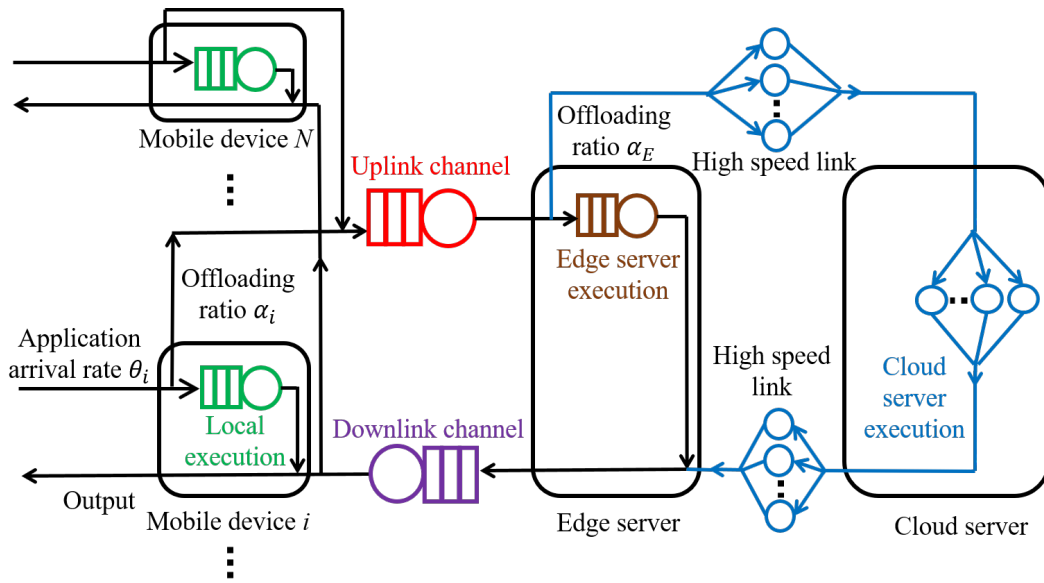 Mobile device N
Offloading
ratio α_E
High speed link
Uplink channel
Edge server
execution
Offloading
ratio α_i
Application
arrival rate θ_i
High speed
link
Cloud
server
execution
Local
execution
Downlink channel
Output
Mobile device i
Edge server
Cloud server